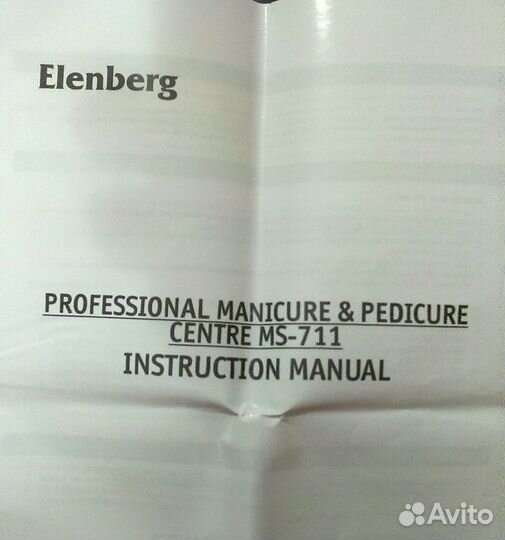 Elenberg
PROFESSIONAL MANICURE & PEDICURE
CENTRE MS-711
INSTRUCTION MANUAL
Avito